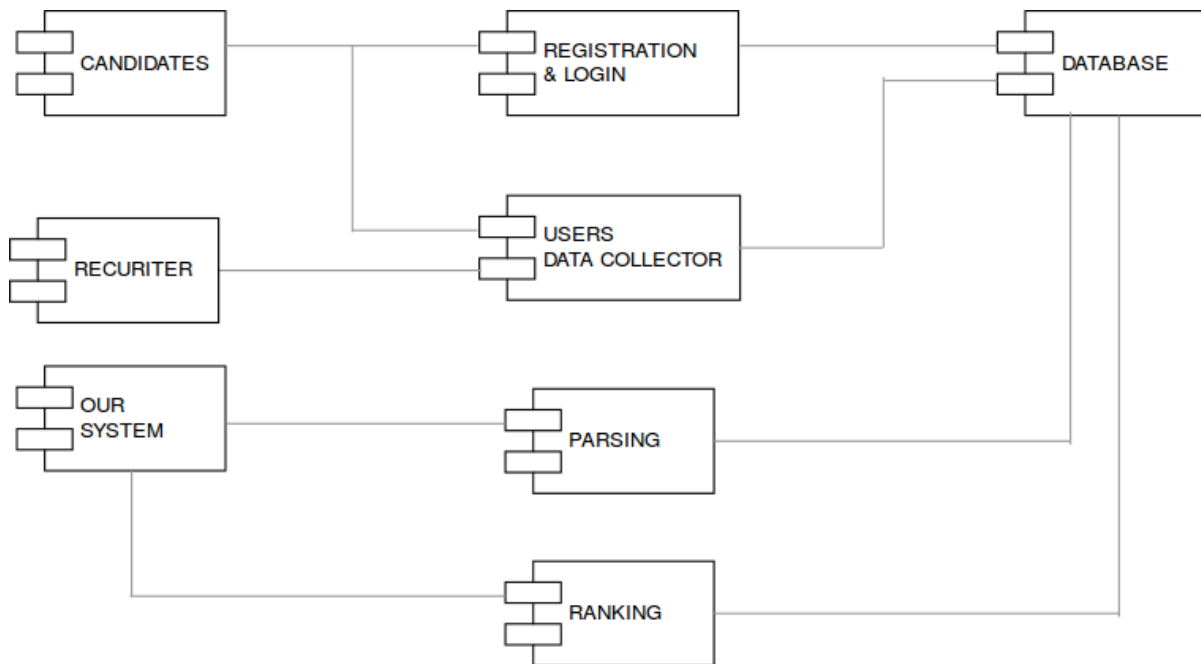 CANDIDATES
REGISTRATION
& LOGIN
DATABASE
RECURITER
USERS
DATA COLLECTOR
OUR
SYSTEM
PARSING
RANKING